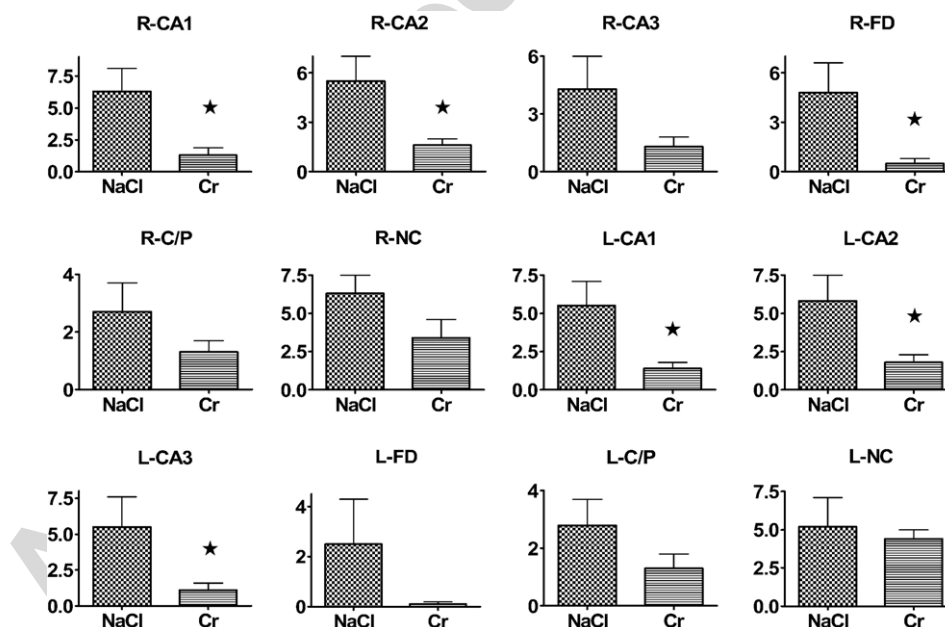 R-CA1 R-CA2 R-CA3 R-FD
7.5 6 6 6
5.0
2.5 3 3 3
0.0 0 0 0
NaCl Cr NaCl Cr NaCl Cr NaCl Cr
R-C/P R-NC L-CA1 L-CA2
4 7.5 7.5 7.5
2 5.0 5.0 5.0
2.5 2.5 2.5
0 0.0 0.0 0.0
NaCl Cr NaCl Cr NaCl Cr NaCl Cr
L-CA3 L-FD L-C/P L-NC
7.5 4 4 7.5
5.0 2 2 5.0
2.5 2.5
0.0 0 0 0.0
NaCl Cr NaCl Cr NaCl Cr NaCl Cr